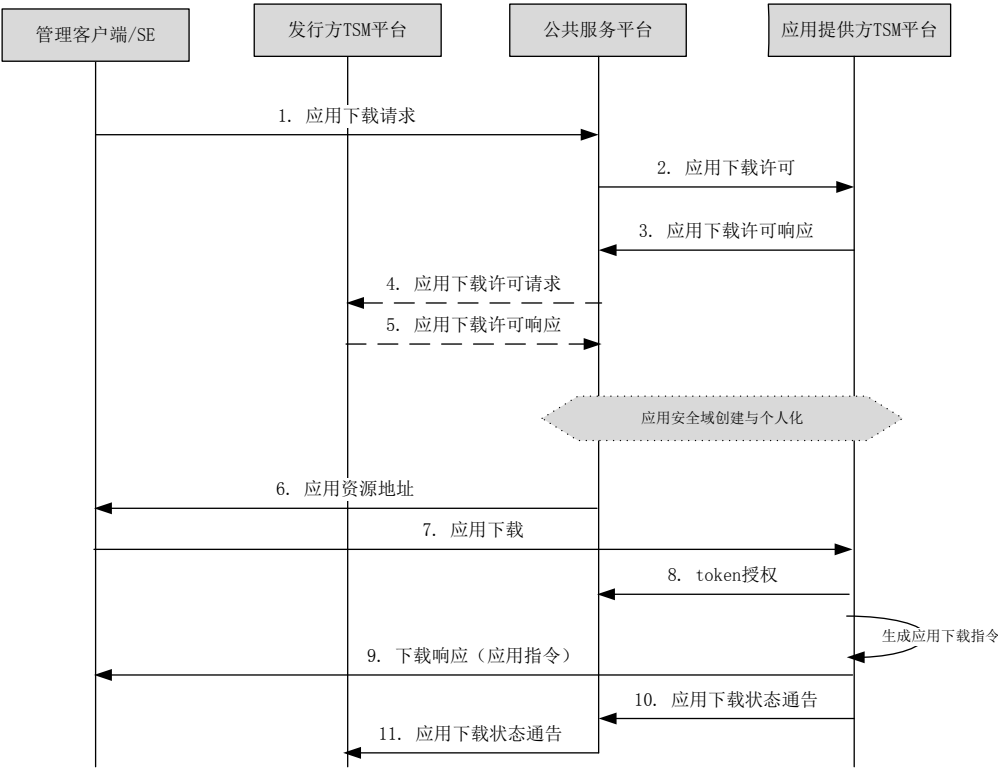 管理客户端/SE
发行方TSM平台
公共服务平台
应用提供方TSM平台
1. 应用下载请求
2. 应用下载许可
3. 应用下载许可响应
4. 应用下载许可请求
5. 应用下载许可响应
应用安全域创建与个人化
6. 应用资源地址
7. 应用下载
8. token授权
生成应用下载指令
9. 下载响应（应用指令）
10. 应用下载状态通告
11. 应用下载状态通告